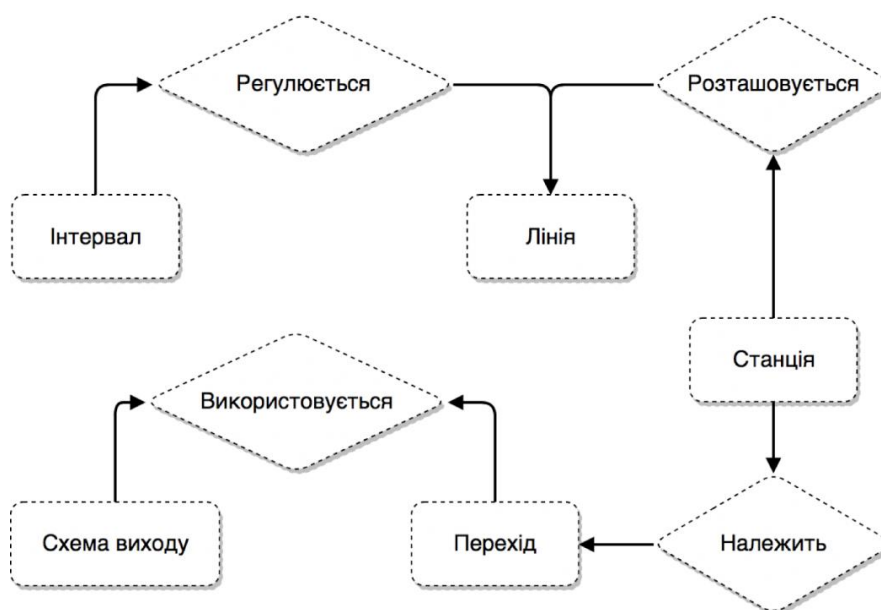 Регулюється
Розташовується
Інтервал
Лінія
Станція
Використовується
Схема виходу
Перехід
Належить